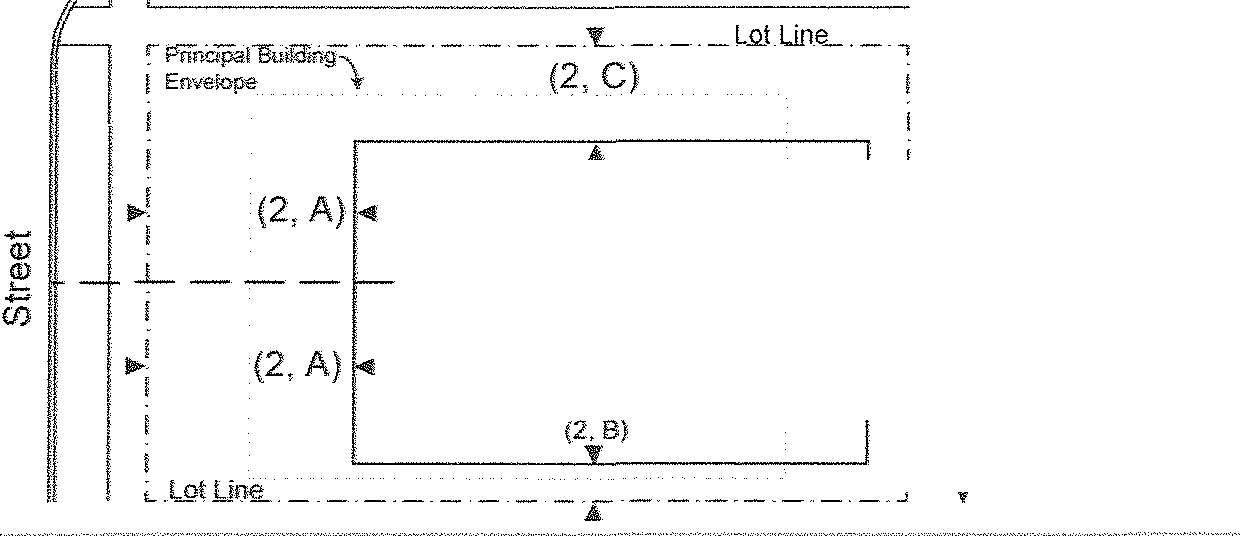 Lot Line
Principal Building
Envelope
(2, C)
(2, A)
Street
(2, A)
(2, B)
Lot Line